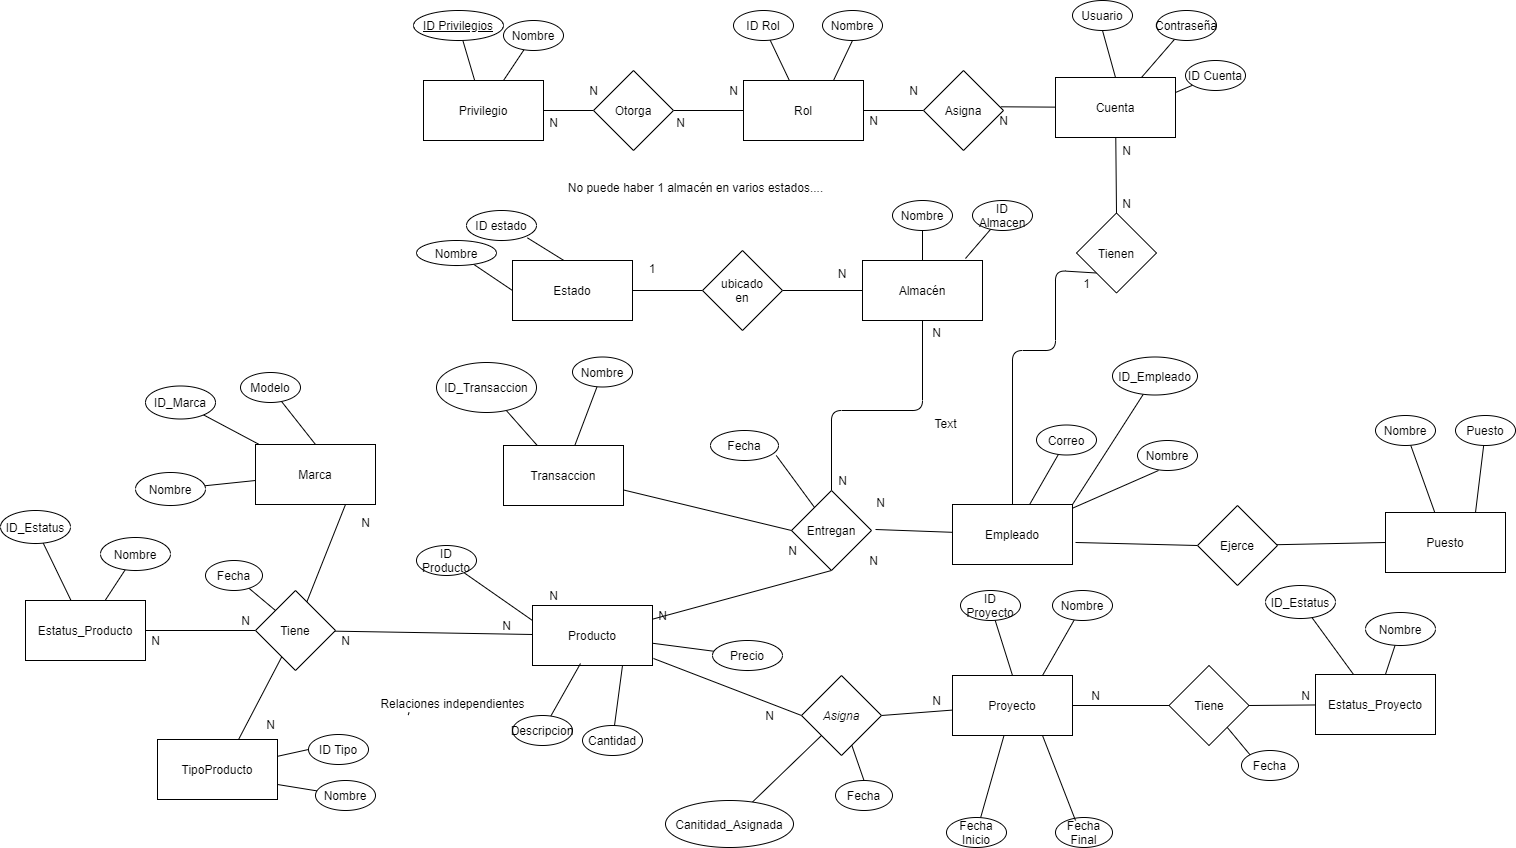 ID Privilegios
Nombre
ID Rol
Nombre
Usuario
Contraseña
ID Cuenta
Privilegio
N
N
Otorga
N
N
Rol
N
N
Asigna
N
Cuenta
N
No puede haber 1 almacén en varios estados....
N
Tienen
1
ID estado
Nombre
Estado
1
ubicado
en
N
Nombre
ID
Almacen
Almacén
N
ID_Transaccion
Nombre
Transaccion
Text
ID_Empleado
Correo
Nombre
Nombre
Puesto
Modelo
ID_Marca
Marca
Nombre
N
Fecha
N
N
Entregan
N
N
Empleado
Ejerce
Puesto
ID_Estatus
Nombre
Fecha
Estatus_Producto
N
N
Tiene
N
ID
Producto
N
N
Producto
N
Precio
Descripcion
Cantidad
Relaciones independientes
,
N
TipoProducto
ID Tipo
Nombre
ID
Proyecto
Nombre
N
Asigna
N
Proyecto
N
Tiene
N
Estatus_Proyecto
ID_Estatus
Nombre
Fecha
Canitidad_Asignada
Fecha
Fecha
Inicio
Fecha
Final